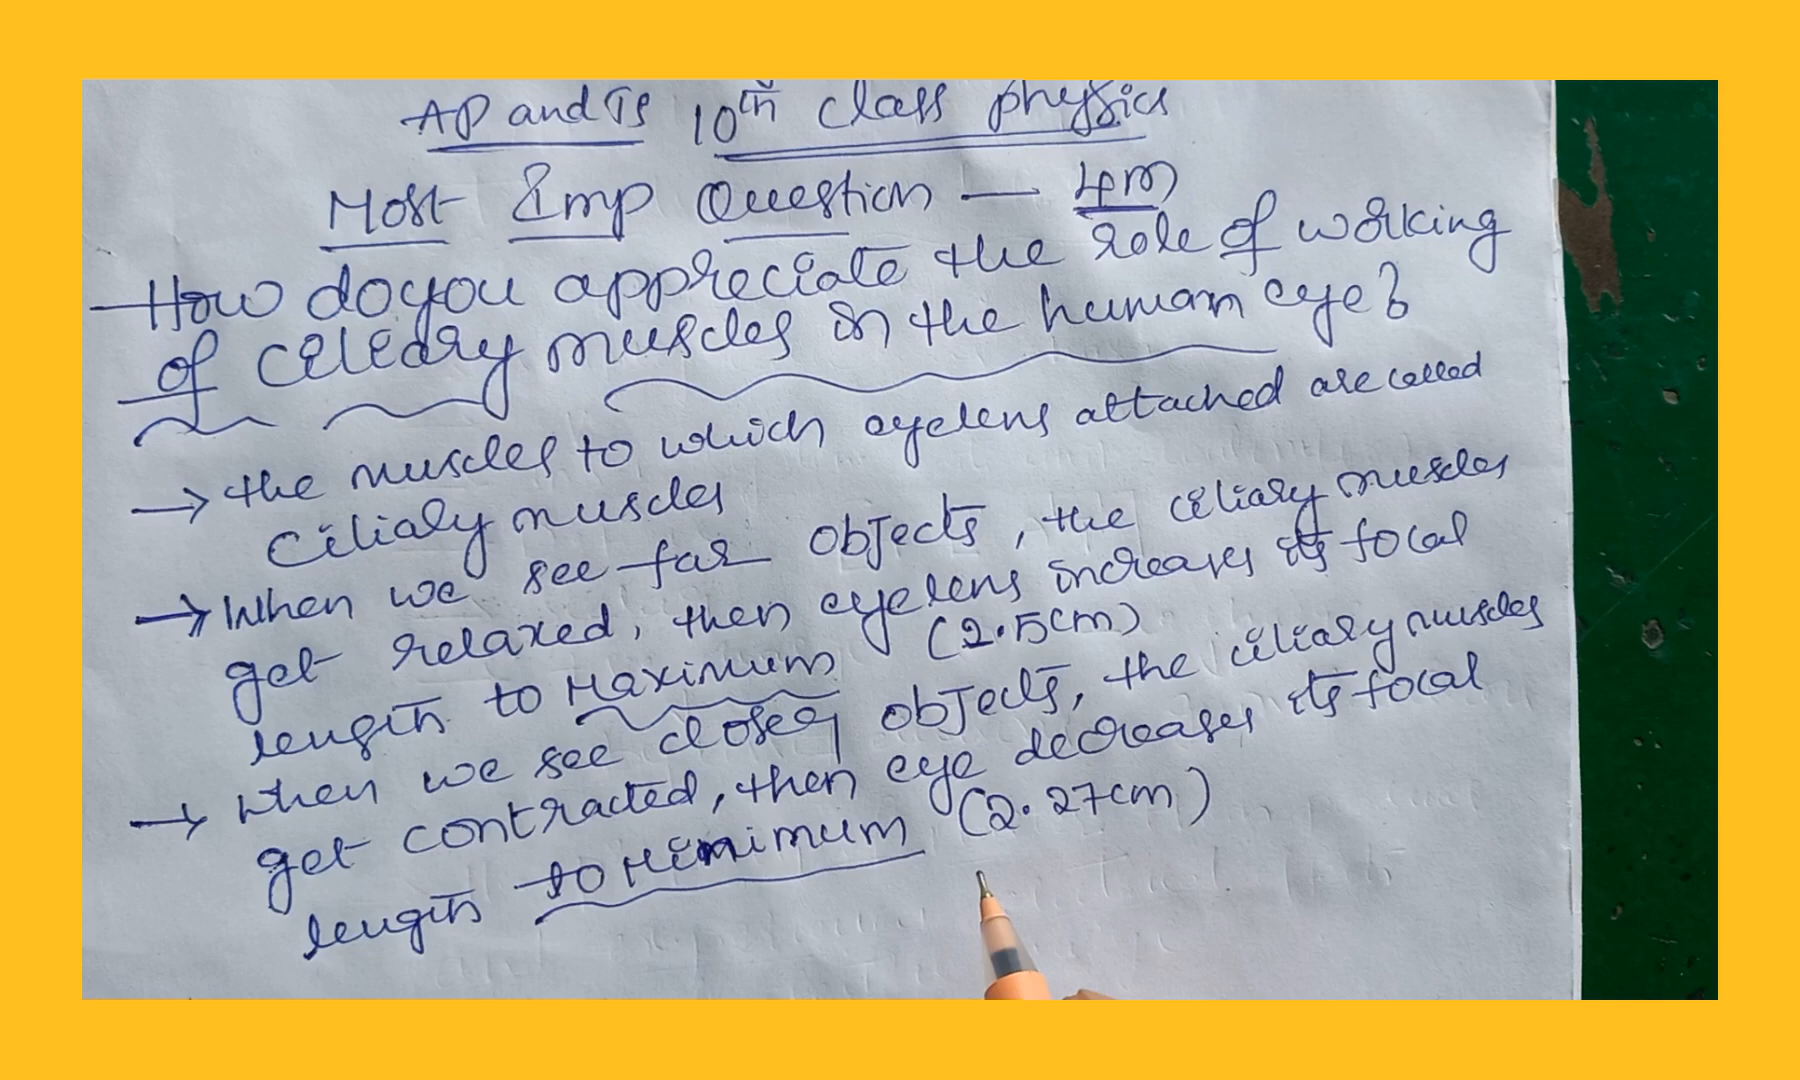 AP and TS 10th class physics
Most Imp Question — 4m
How do you appreciate the role of working
of ciliary muscles in the human eye?
→ the muscles to which eyelens attached are called
cilialy muscles
→ When we see far objects, the ciliary muscles
get relaxed, then eyelens increases its focal
length to Maximum (2.5cm)
→ when we see closer objects, the ciliary muscles
get contracted, then eye decreases its focal
length to Minimum (2.27cm)